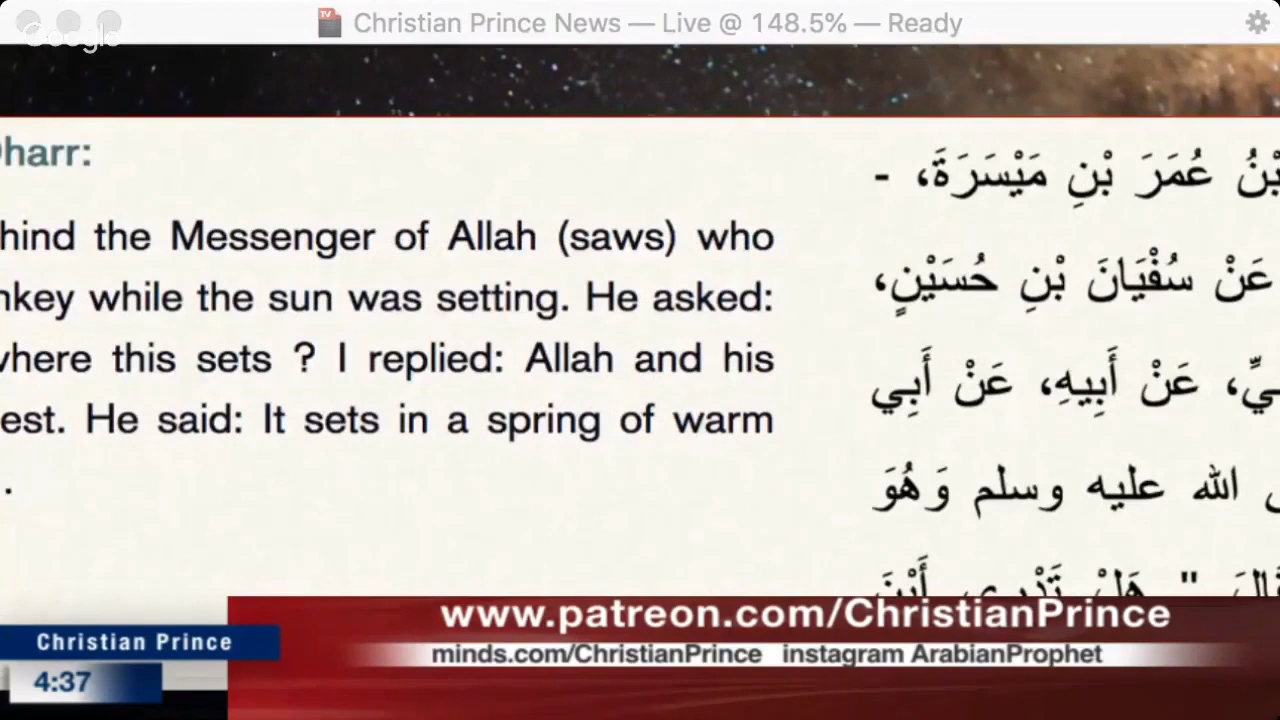 Google
Christian Prince News — Live @ 148.5% — Ready
harr:
hind the Messenger of Allah (saws) who
nkey while the sun was setting. He asked:
where this sets ? I replied: Allah and his
est. He said: It sets in a spring of warm
.
بْنُ عُمَرَ بْنِ مَيْسَرَةَ، -
عَنْ سُفْيَانَ بْنِ حُسَيْنٍ،
يِّ، عَنْ أَبِيهِ، عَنْ أَبِي
الله عليه وسلم وَهُوَ
قَالَ " هَلْ تَدْرِي أَيْنَ
www.patreon.com/ChristianPrince
minds.com/ChristianPrince instagram ArabianProphet
Christian Prince
4:37